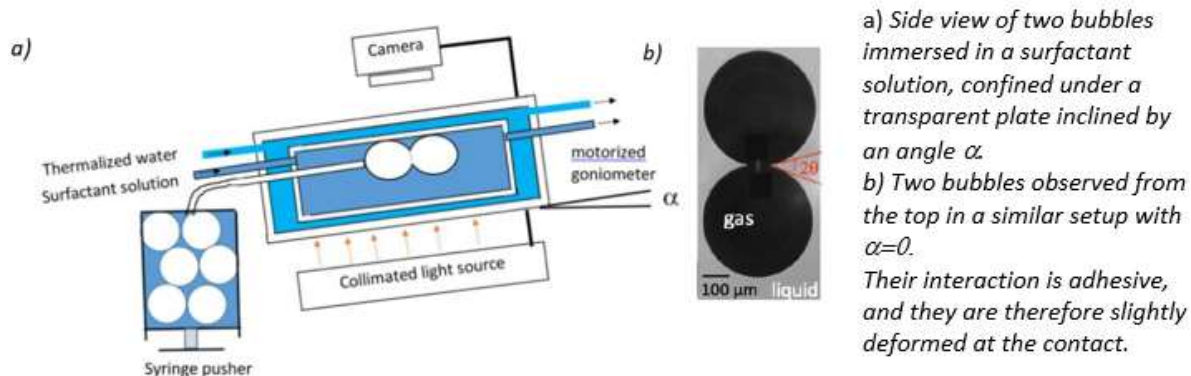 a)
Camera
b)
Thermalized water
Surfactant solution
motorized
goniometer
α
Collimated light source
Syringe pusher
2θ
gas
100 µm
liquid
a) Side view of two bubbles
immersed in a surfactant
solution, confined under a
transparent plate inclined by
an angle α.
b) Two bubbles observed from
the top in a similar setup with
α=0.
Their interaction is adhesive,
and they are therefore slightly
deformed at the contact.